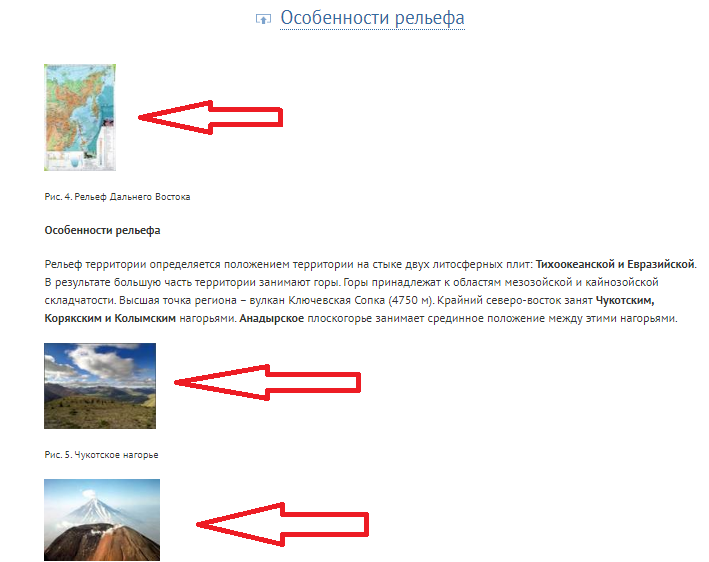 Особенности рельефа
Рис. 4. Рельеф Дальнего Востока
Особенности рельефа
Рельеф территории определяется положением территории на стыке двух литосферных плит: Тихоокеанской и Евразийской.
В результате большую часть территории занимают горы. Горы принадлежат к областям мезозойской и кайнозойской
складчатости. Высшая точка региона – вулкан Ключевская Сопка (4750 м). Крайний северо-восток занят Чукотским,
Корякским и Колымским нагорьями. Анадырское плоскогорье занимает срединное положение между этими нагорьями.
Рис. 5. Чукотское нагорье